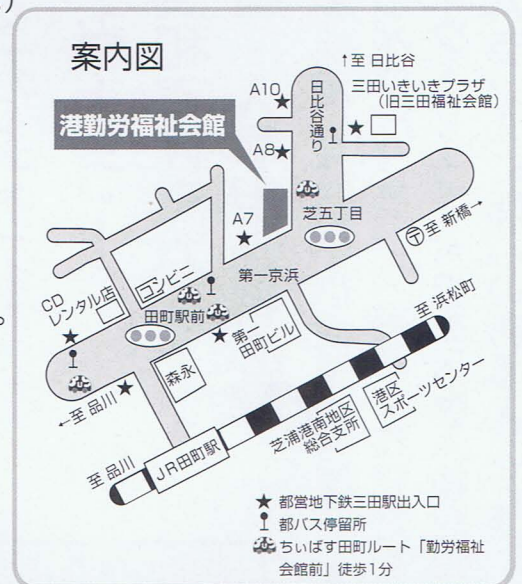 案内図
↑至 日比谷
A10
日比谷通り
三田いきいきプラザ
（旧三田福祉会館）
港勤労福祉会館
A8
芝五丁目
A7
〒至 新橋→
第一京浜
コンビニ
CD
レンタル店
田町駅前
第一
田町ビル
至 浜松町
森永
←至 品川
港区
スポーツセンター
芝浦港南地区
総合支所
JR田町駅
至 品川
★ 都営地下鉄三田駅出入口
都バス停留所
ちぃばす田町ルート「勤労福祉
会館前」徒歩1分